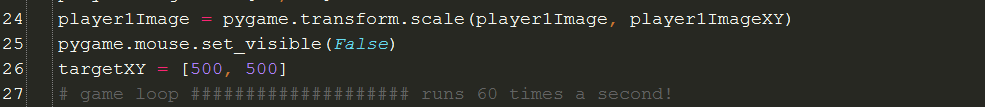 24 player1Image = pygame.transform.scale(player1Image, player1ImageXY)
25 pygame.mouse.set_visible(False)
26 targetXY = [500, 500]
27 # game loop #################### runs 60 times a second!